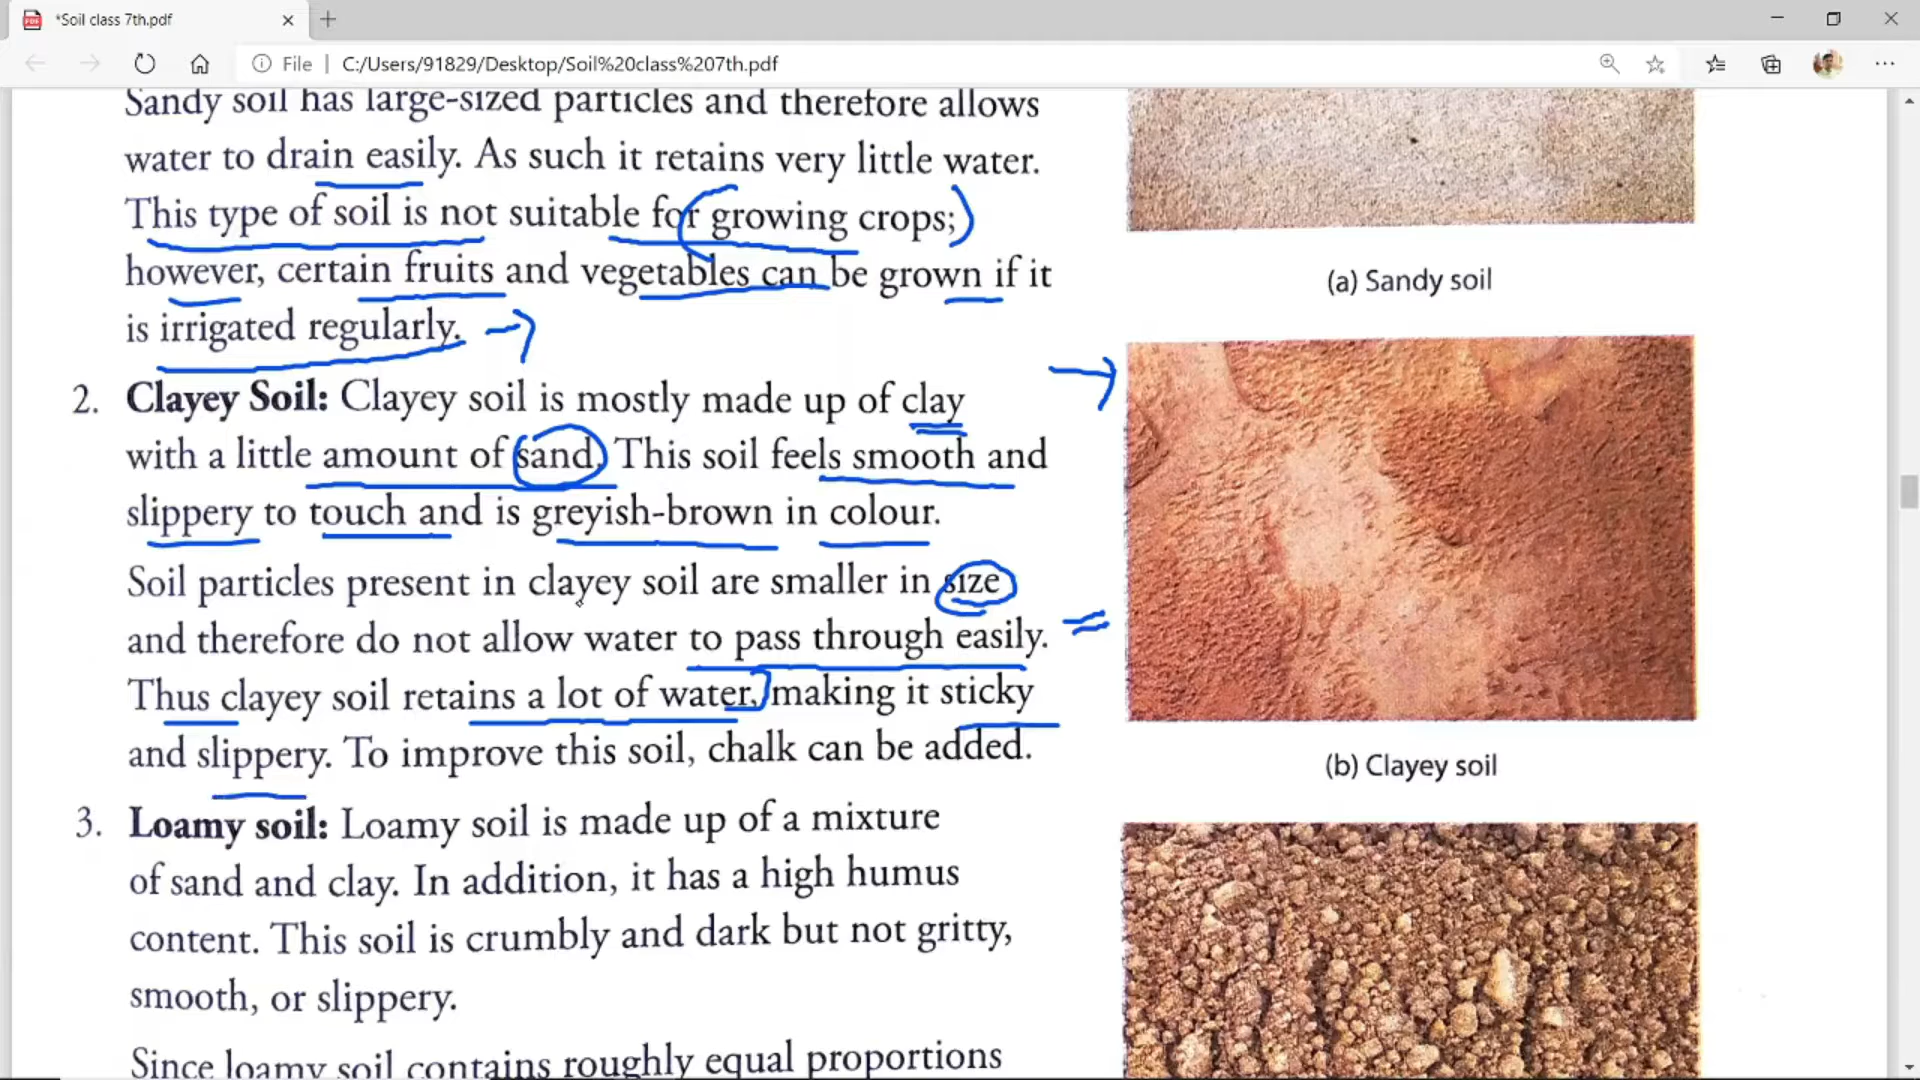 *Soil class 7th.pdf
File | C:/Users/91829/Desktop/Soil%20class%207th.pdf
Sandy soil has large-sized particles and therefore allows
water to drain easily. As such it retains very little water.
This type of soil is not suitable for growing crops;
however, certain fruits and vegetables can be grown if it
is irrigated regularly.
(a) Sandy soil
2. Clayey Soil: Clayey soil is mostly made up of clay
with a little amount of sand. This soil feels smooth and
slippery to touch and is greyish-brown in colour.
Soil particles present in clayey soil are smaller in size
and therefore do not allow water to pass through easily.
Thus clayey soil retains a lot of water, making it sticky
and slippery. To improve this soil, chalk can be added.
(b) Clayey soil
3. Loamy soil: Loamy soil is made up of a mixture
of sand and clay. In addition, it has a high humus
content. This soil is crumbly and dark but not gritty,
smooth, or slippery.
Since loamy soil contains roughly equal proportions